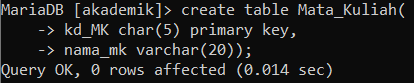 MariaDB [akademik]> create table Mata_Kuliah(
    -> kd_MK char(5) primary key,
    -> nama_mk varchar(20));
Query OK, 0 rows affected (0.014 sec)